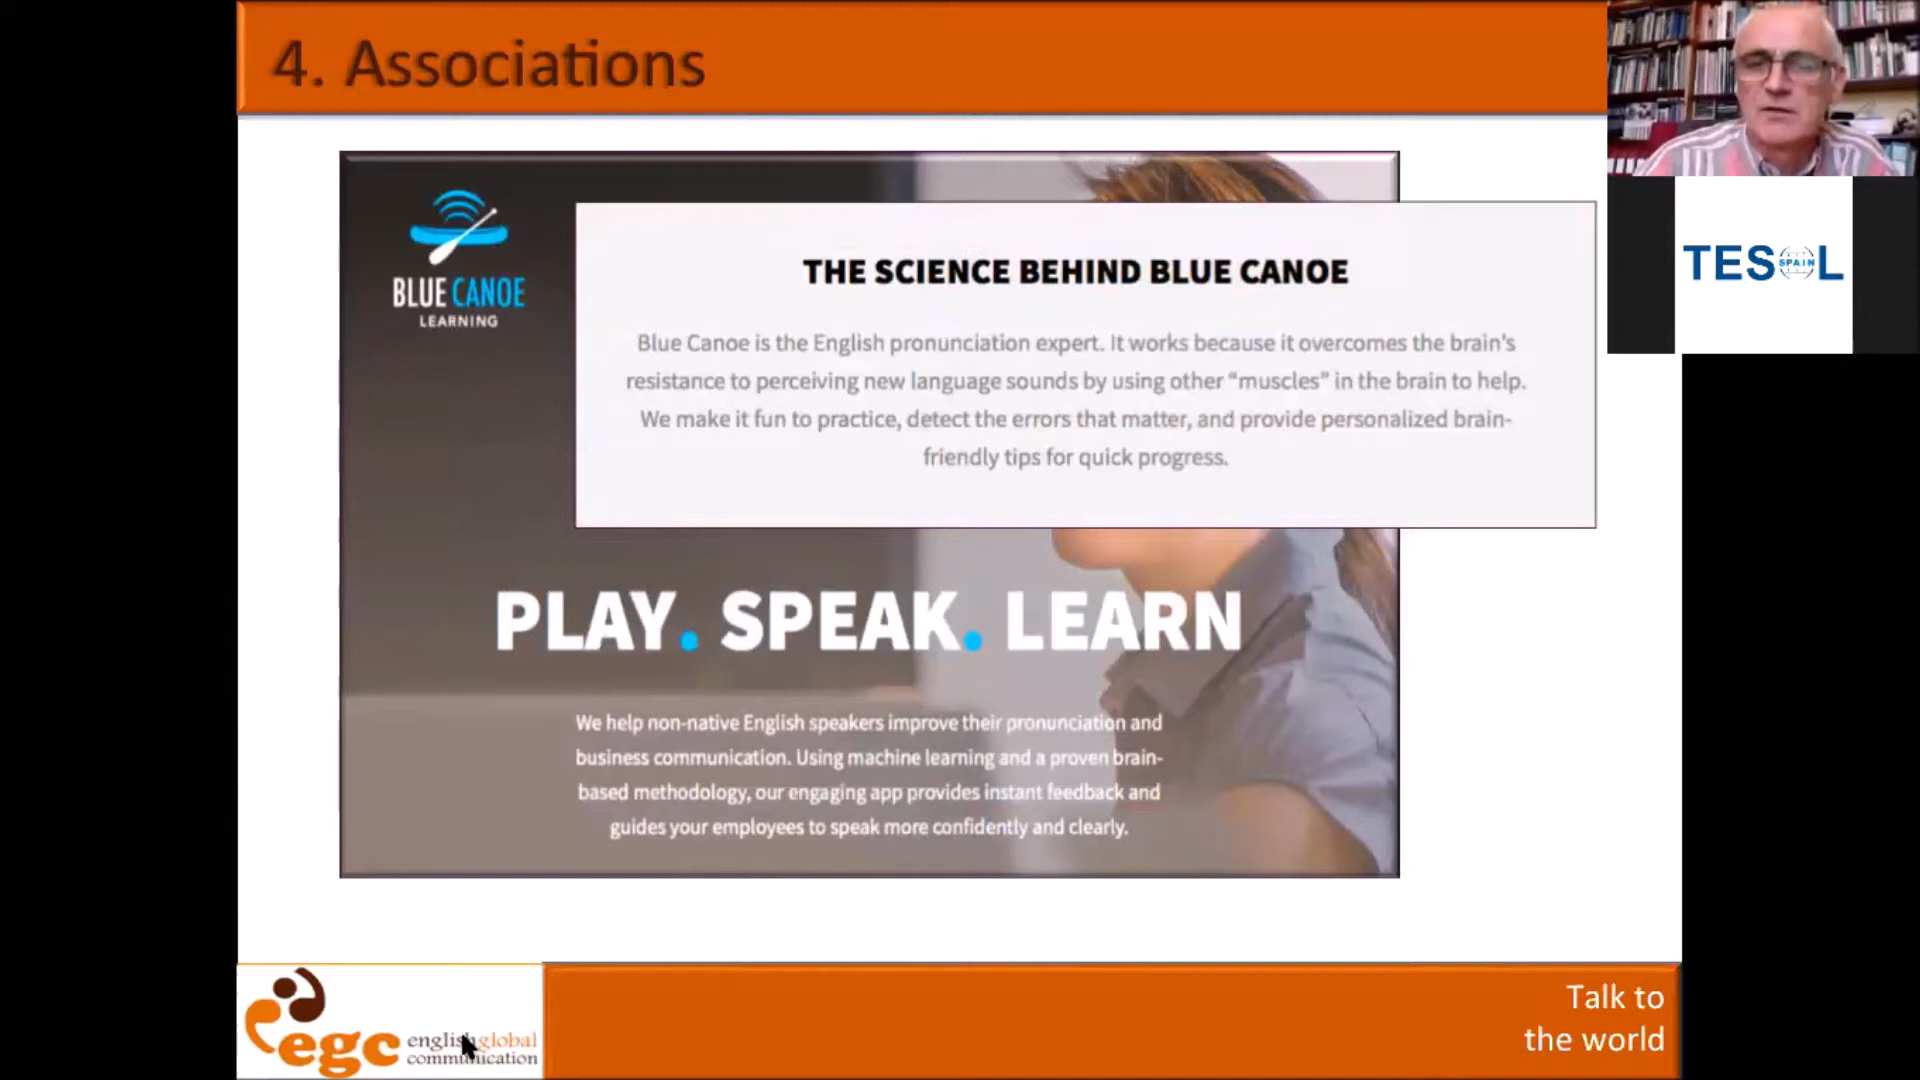 4. Associations
BLUE CANOE
LEARNING
THE SCIENCE BEHIND BLUE CANOE
Blue Canoe is the English pronunciation expert. It works because it overcomes the brain's
resistance to perceiving new language sounds by using other “muscles” in the brain to help.
We make it fun to practice, detect the errors that matter, and provide personalized brain-
friendly tips for quick progress.
PLAY. SPEAK. LEARN
We help non-native English speakers improve their pronunciation and
business communication. Using machine learning and a proven brain-
based methodology, our engaging app provides instant feedback and
guides your employees to speak more confidently and clearly.
TESOL
SPAIN
egc
englishglobal
communication
Talk to
the world